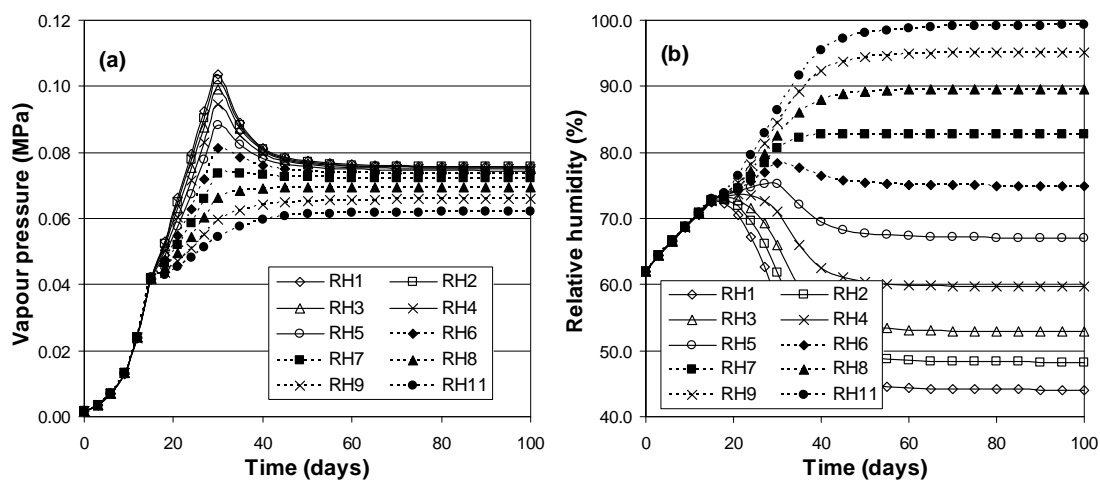 (a)
Vapour pressure (MPa)
0.12
0.10
0.08
0.06
0.04
0.02
0.00
RH1 RH2
RH3 RH4
RH5 RH6
RH7 RH8
RH9 RH11
0 20 40 60 80 100
Time (days)
(b)
Relative humidity (%)
100.0
90.0
80.0
70.0
60.0
50.0
40.0
RH1 RH2
RH3 RH4
RH5 RH6
RH7 RH8
RH9 RH11
0 20 40 60 80 100
Time (days)